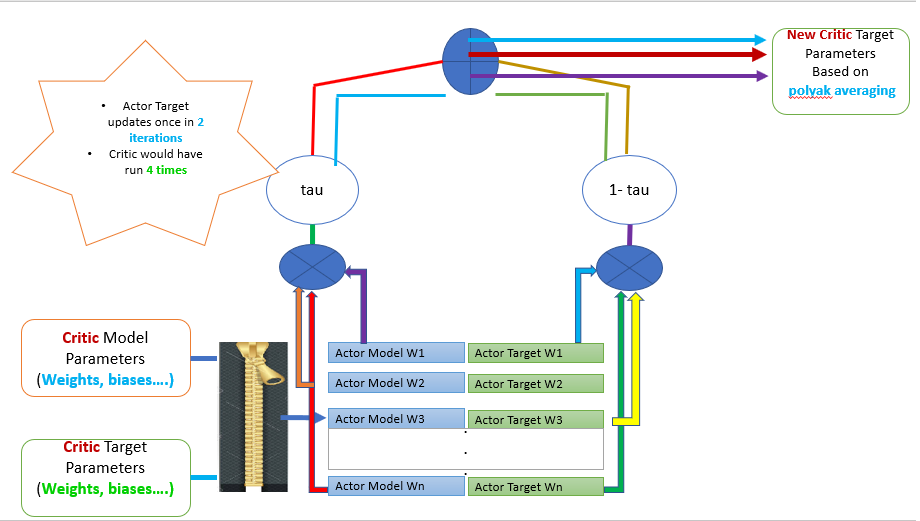 New Critic Target
Parameters
Based on
polvak averaging
• Actor Target
updates once in 2
iterations
• Critic would have
run 4 times
tau
1- tau
Critic Model
Parameters
(Weights, biases....)
Critic Target
Parameters
(Weights, biases....)
Actor Model W1
Actor Target W1
Actor Model W2
Actor Target W2
Actor Model W3
Actor Target W3
.
.
.
Actor Model Wn
Actor Target Wn